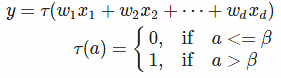 y = τ(w₁x₁ + w₂x₂ + ⋯ + w_dx_d)
τ(a) = { 0, if a <= β
1, if a > β